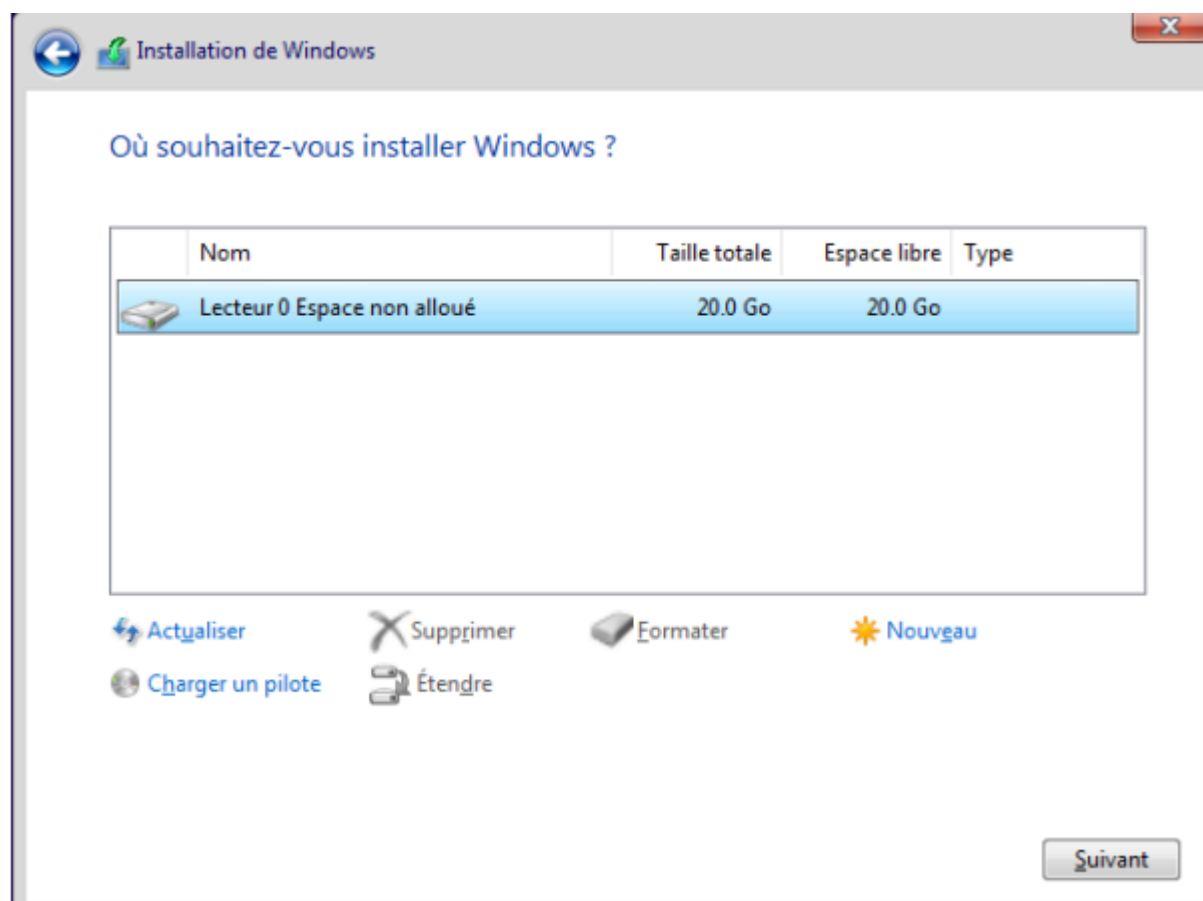 Installation de Windows
Où souhaitez-vous installer Windows ?
Nom Taille totale Espace libre Type
Lecteur 0 Espace non alloué 20.0 Go 20.0 Go
Actualiser Supprimer Formater Nouveau
Charger un pilote Étendre
Suivant